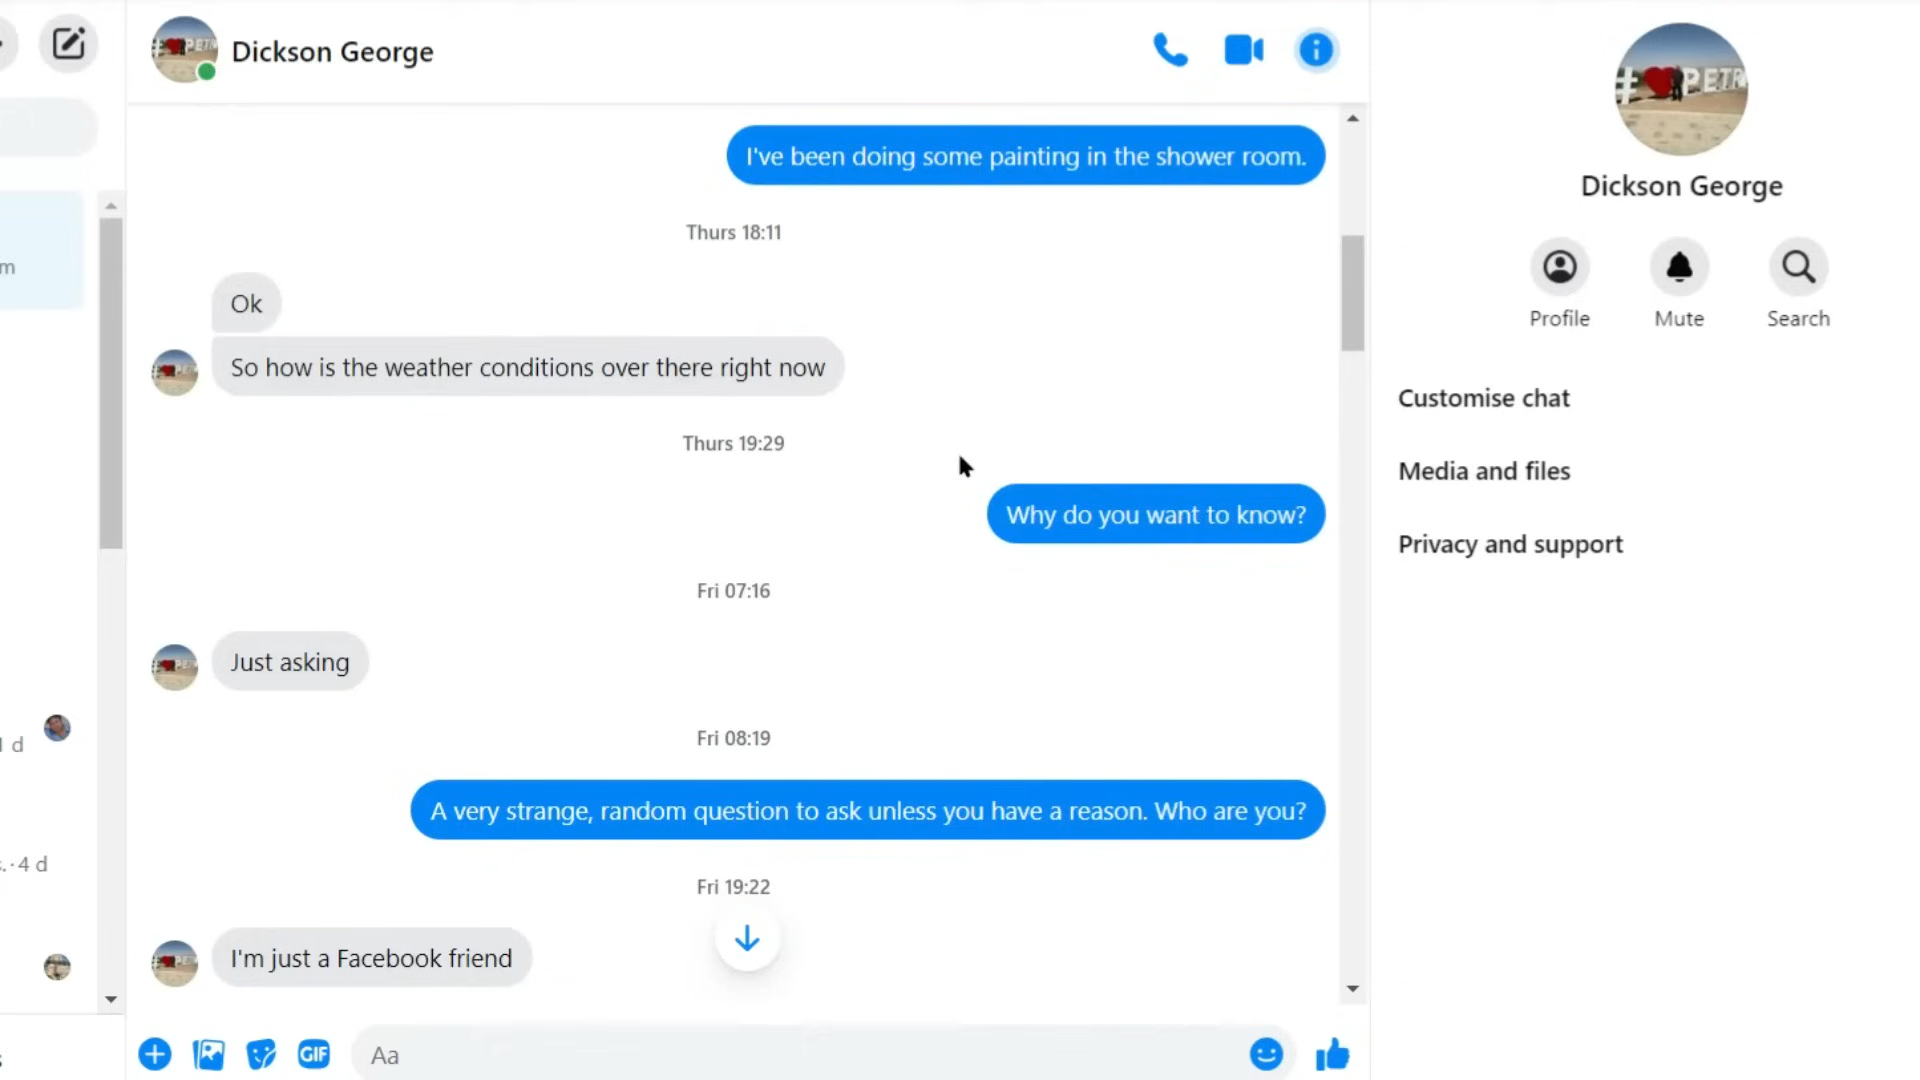 Dickson George
I've been doing some painting in the shower room.
Thurs 18:11
Ok
So how is the weather conditions over there right now
Thurs 19:29
Why do you want to know?
Fri 07:16
Just asking
Fri 08:19
A very strange, random question to ask unless you have a reason. Who are you?
Fri 19:22
I'm just a Facebook friend
GIF
Aa
m
d
4 d
#❤PETR
Dickson George
Profile
Mute
Search
Customise chat
Media and files
Privacy and support